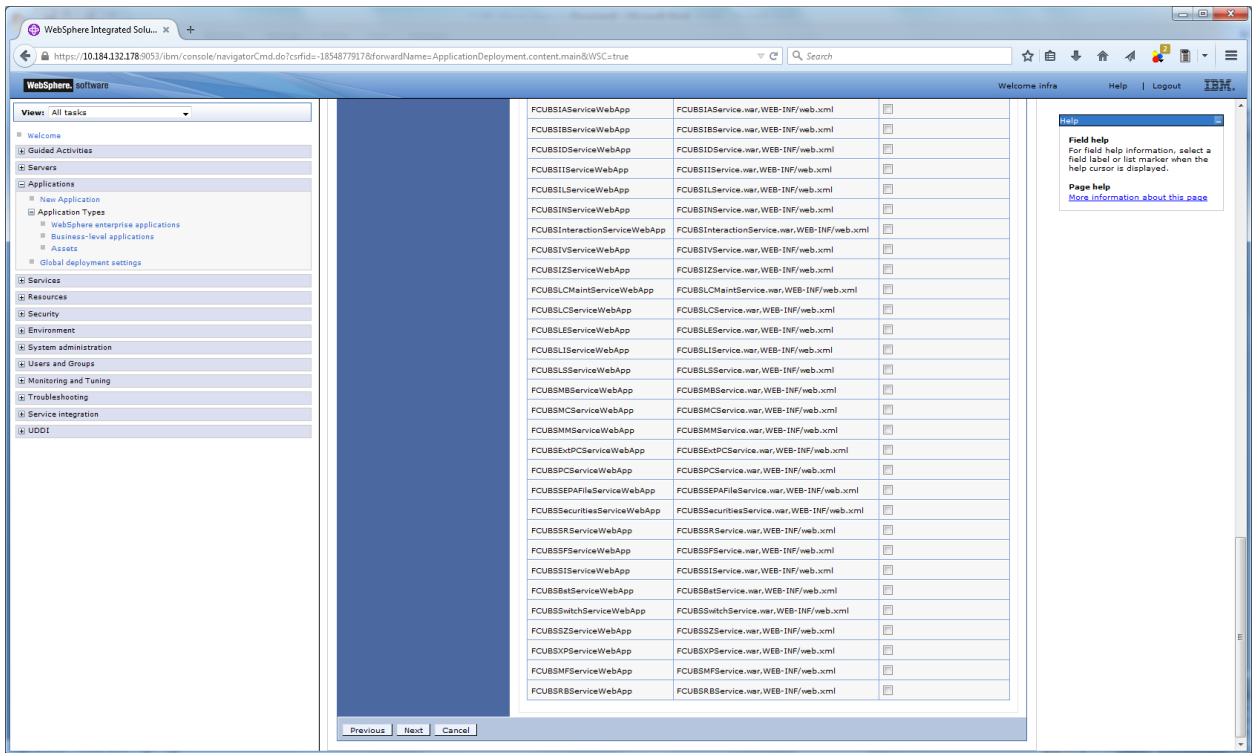 WebSphere Integrated Solu... × +
https://10.184.132.178:9053/ibm/console/navigatorCmd.do?csrfid=-1854877917&forwardName=ApplicationDeployment.content.main&WSC=true Search 2
WebSphere. software Welcome infra Help | Logout IBM.
View: All tasks
Welcome
Guided Activities
Servers
Applications
New Application
Application Types
WebSphere enterprise applications
Business-level applications
Assets
Global deployment settings
Services
Resources
Security
Environment
System administration
Users and Groups
Monitoring and Tuning
Troubleshooting
Service integration
UDDI
FCUBSIAServiceWebApp FCUBSIAService.war,WEB-INF/web.xml
FCUBSIBServiceWebApp FCUBSIBService.war,WEB-INF/web.xml
FCUBSIDServiceWebApp FCUBSIDService.war,WEB-INF/web.xml
FCUBSIIServiceWebApp FCUBSIIService.war,WEB-INF/web.xml
FCUBSILServiceWebApp FCUBSILService.war,WEB-INF/web.xml
FCUBSINServiceWebApp FCUBSINService.war,WEB-INF/web.xml
FCUBSInteractionServiceWebApp FCUBSInteractionService.war,WEB-INF/web.xml
FCUBSIVServiceWebApp FCUBSIVService.war,WEB-INF/web.xml
FCUBSIZServiceWebApp FCUBSIZService.war,WEB-INF/web.xml
FCUBSLCMaintServiceWebApp FCUBSLCMaintService.war,WEB-INF/web.xml
FCUBSLCServiceWebApp FCUBSLCService.war,WEB-INF/web.xml
FCUBSLEServiceWebApp FCUBSLEService.war,WEB-INF/web.xml
FCUBSLIServiceWebApp FCUBSLIService.war,WEB-INF/web.xml
FCUBSLSServiceWebApp FCUBSLSService.war,WEB-INF/web.xml
FCUBSMBServiceWebApp FCUBSMBService.war,WEB-INF/web.xml
FCUBSMCServiceWebApp FCUBSMCService.war,WEB-INF/web.xml
FCUBSMMServiceWebApp FCUBSMMService.war,WEB-INF/web.xml
FCUBSExtPCServiceWebApp FCUBSExtPCService.war,WEB-INF/web.xml
FCUBSPCServiceWebApp FCUBSPCService.war,WEB-INF/web.xml
FCUBSSEPAFileServiceWebApp FCUBSSEPAFileService.war,WEB-INF/web.xml
FCUBSSecuritiesServiceWebApp FCUBSSecuritiesService.war,WEB-INF/web.xml
FCUBSSRServiceWebApp FCUBSSRService.war,WEB-INF/web.xml
FCUBSSFServiceWebApp FCUBSSFService.war,WEB-INF/web.xml
FCUBSSIServiceWebApp FCUBSSIService.war,WEB-INF/web.xml
FCUBSBatServiceWebApp FCUBSBatService.war,WEB-INF/web.xml
FCUBSSwitchServiceWebApp FCUBSSwitchService.war,WEB-INF/web.xml
FCUBSSZServiceWebApp FCUBSSZService.war,WEB-INF/web.xml
FCUBSXPServiceWebApp FCUBSXPService.war,WEB-INF/web.xml
FCUBSMFServiceWebApp FCUBSMFService.war,WEB-INF/web.xml
FCUBSRBServiceWebApp FCUBSRBService.war,WEB-INF/web.xml
Previous Next Cancel
Help
Field help
For field help information, select a
field label or list marker when the
help cursor is displayed.
Page help
More information about this page